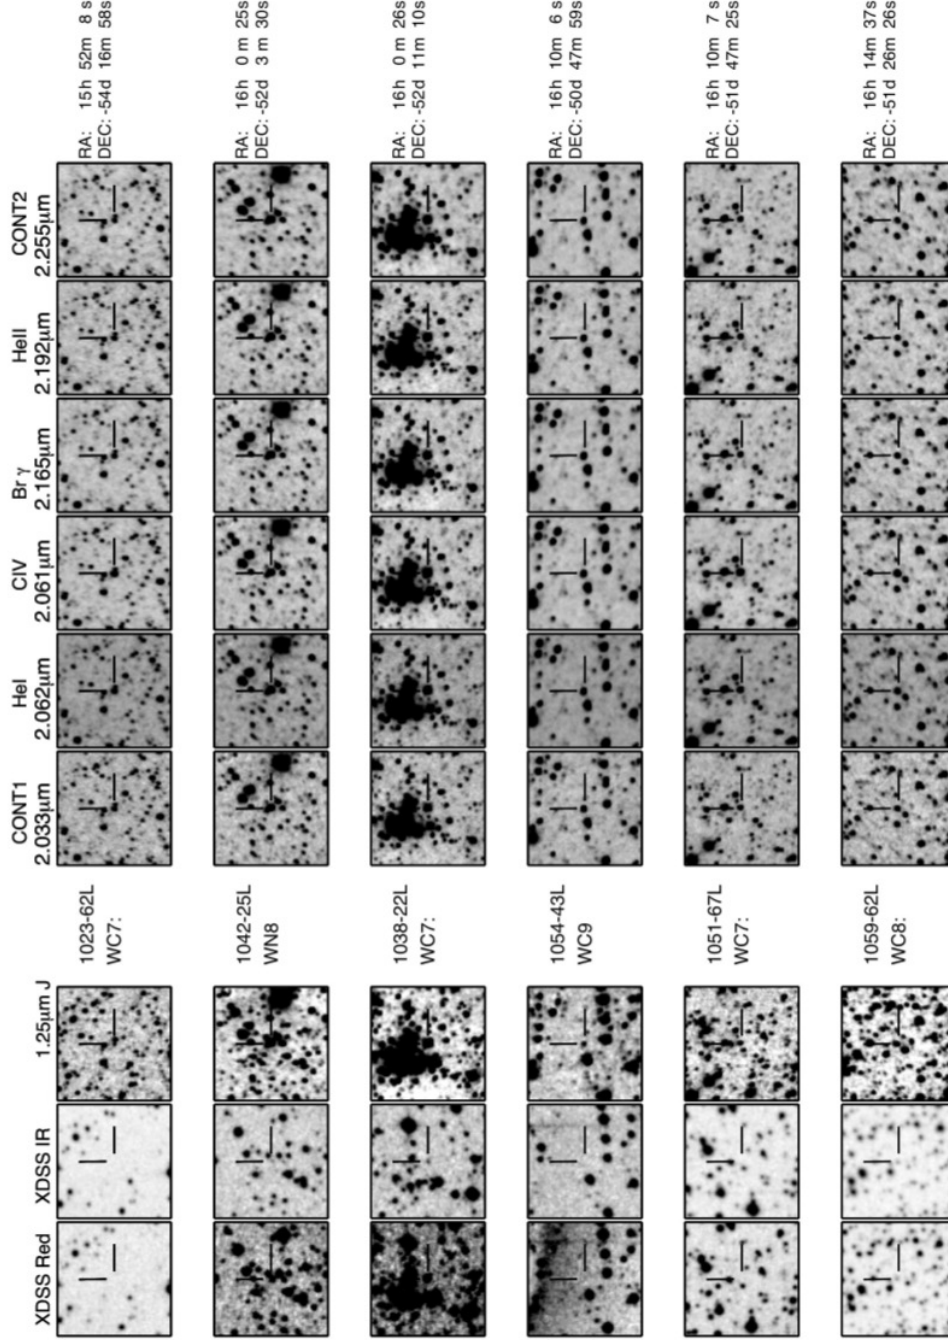 XDSS Red XDSS IR 1.25μm J CONT1 HeI CIV Br γ HeII CONT2
2.033μm 2.062μm 2.061μm 2.165μm 2.192μm 2.255μm
1023-62L
WC7:
RA: 15h 52m 8 s
DEC: -54d 16m 58s
1042-25L
WN8
RA: 16h 0 m 25s
DEC: -52d 3 m 30s
1038-22L
WC7:
RA: 16h 0 m 26s
DEC: -52d 11m 10s
1054-43L
WC9
RA: 16h 10m 6 s
DEC: -50d 47m 59s
1051-67L
WC7:
RA: 16h 10m 7 s
DEC: -51d 47m 25s
1059-62L
WC8:
RA: 16h 14m 37s
DEC: -51d 26m 26s